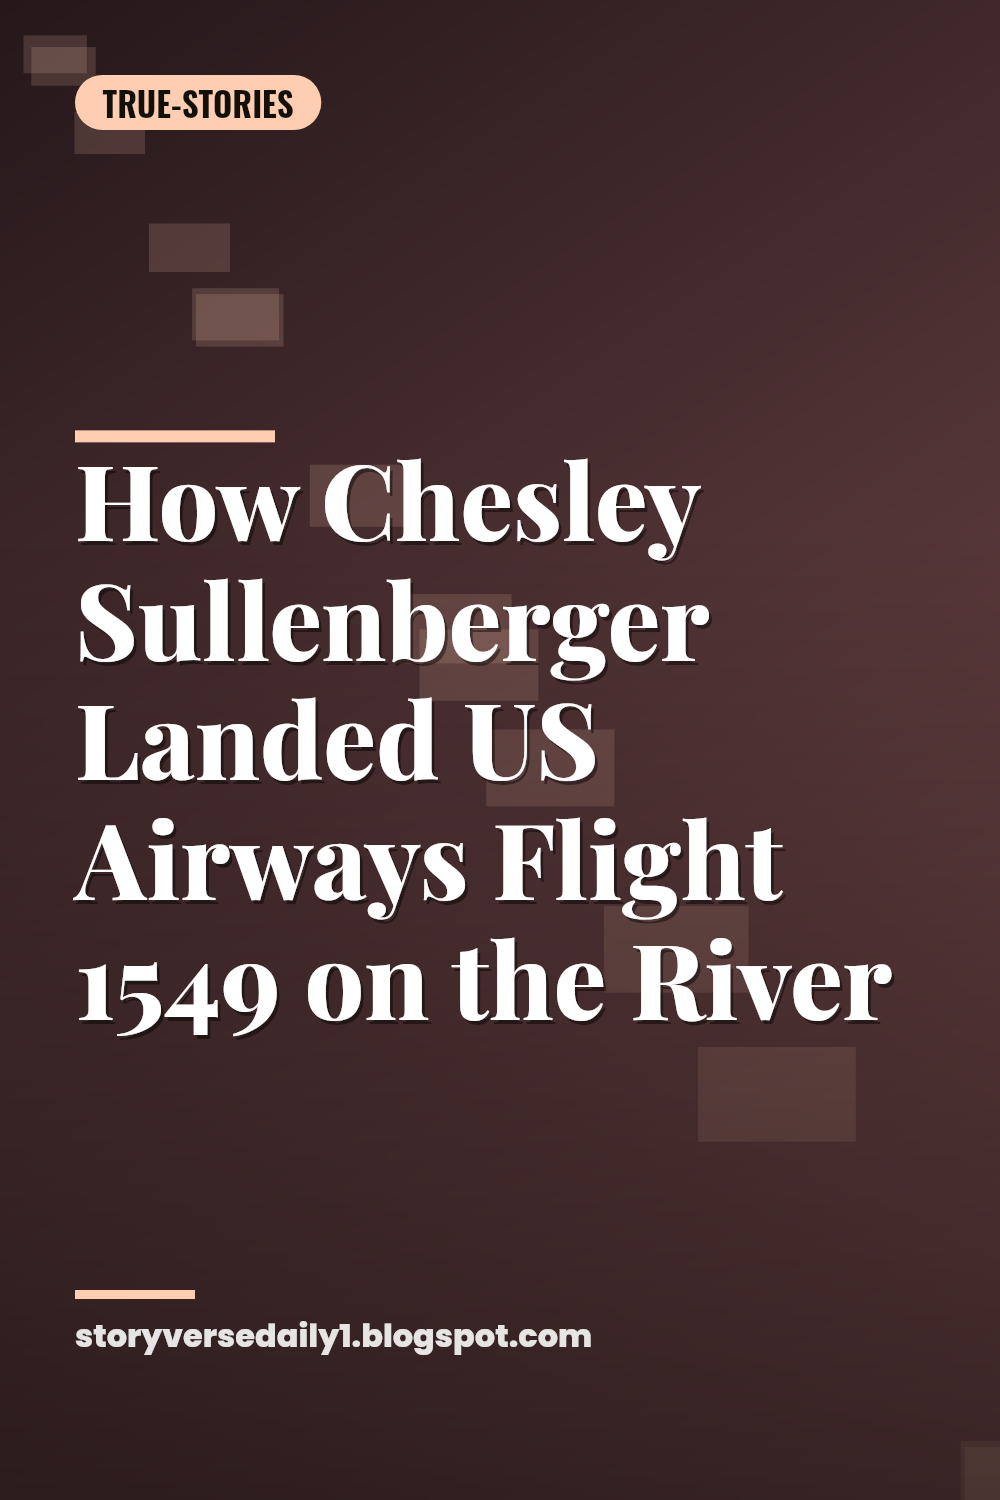 TRUE-STORIES
How Chesley
Sullenberger
Landed US
Airways Flight
1549 on the River
storyversedaily1.blogspot.com